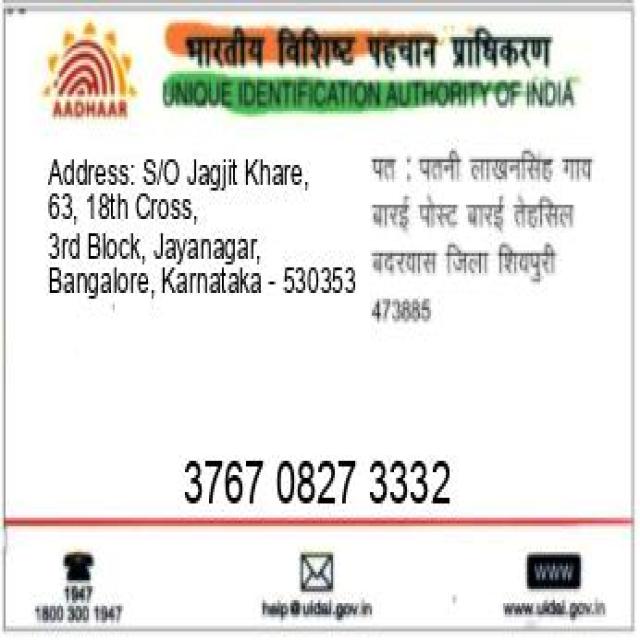 भारतीय विशिष्ट पहचान प्राधिकरण
AADHAAR
UNIQUE IDENTIFICATION AUTHORITY OF INDIA
Address: S/O Jagjit Khare,
63, 18th Cross,
3rd Block, Jayanagar,
Bangalore, Karnataka - 530353
पत : पतनी लाखनसिंह गाव
बारई पोस्ट बारई तेहसिल
बदरवास जिला शिवपुरी
473885
3767 0827 3332
1947
1800 300 1947
help@uidai.gov.in
WWW
www.uidai.gov.in